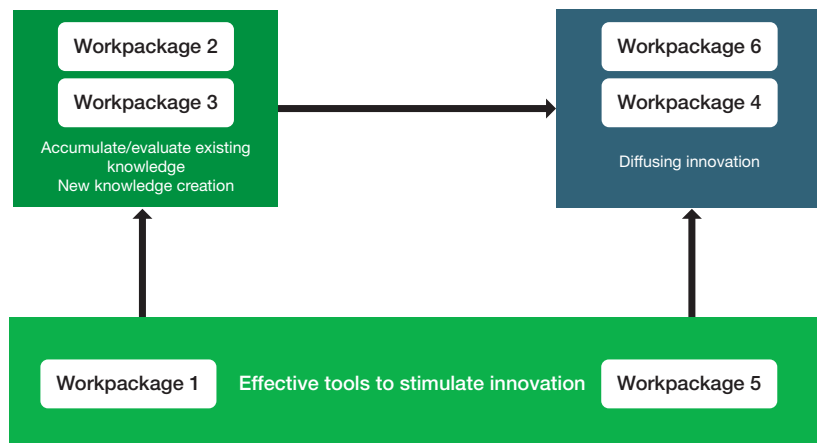 Workpackage 2
Workpackage 3
Accumulate/evaluate existing
knowledge
New knowledge creation
Workpackage 6
Workpackage 4
Diffusing innovation
Workpackage 1
Effective tools to stimulate innovation
Workpackage 5